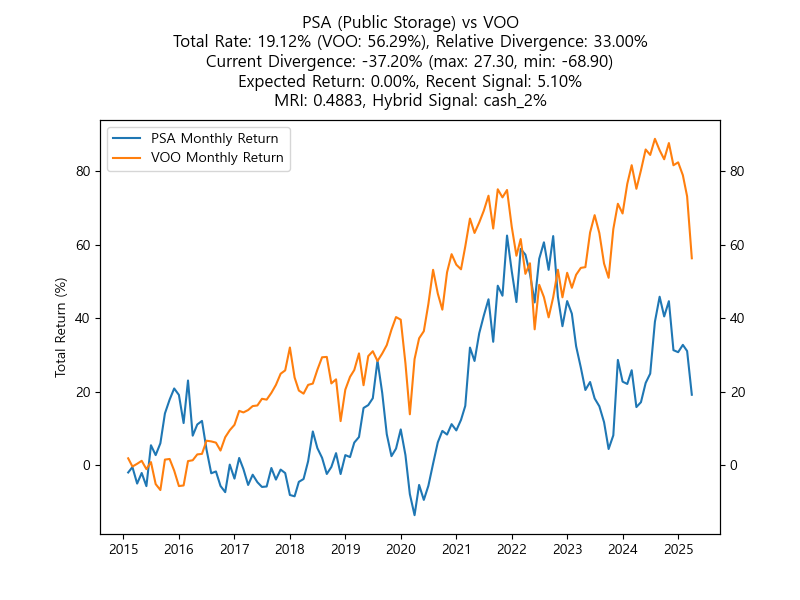 PSA (Public Storage) vs VOO
Total Rate: 19.12% (VOO: 56.29%), Relative Divergence: 33.00%
Current Divergence: -37.20% (max: 27.30, min: -68.90)
Expected Return: 0.00%, Recent Signal: 5.10%
MRI: 0.4883, Hybrid Signal: cash_2%
PSA Monthly Return
VOO Monthly Return
Total Return (%)
80
60
40
20
0
80
60
40
20
0
2015 2016 2017 2018 2019 2020 2021 2022 2023 2024 2025